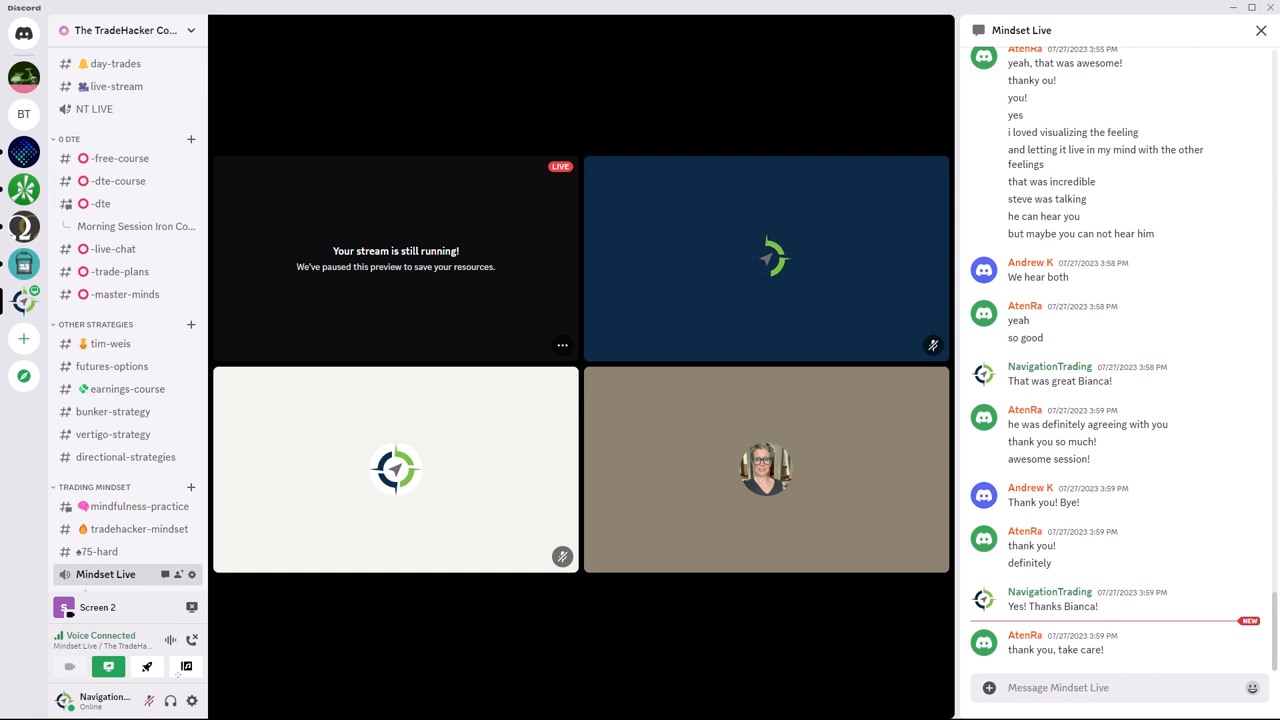 Discord
The TradeHacker Co...
day-trades
live-stream
NT LIVE
0 DTE
-free-course
-dte-course
-dte
Morning Session Iron Co...
-live-chat
-trade-plans
-master-minds
OTHER STRATEGIES
tim-weis
futures-options
earnings-course
bunker-strategy
vertigo-strategy
directional-strategies
TRADING MINDSET
mindfulness-practice
tradehacker-mindset
75-hard
Mindset Live
S
Screen 2
Voice Connected
Mindset Live / The TradeHa...
Navigation...
Online
BT
LIVE
Your stream is still running!
We've paused this preview to save your resources.
Mindset Live
AtenRa 07/27/2023 3:55 PM
yeah, that was awesome!
thanky ou!
you!
yes
i loved visualizing the feeling
and letting it live in my mind with the other
feelings
that was incredible
steve was talking
he can hear you
but maybe you can not hear him
Andrew K 07/27/2023 3:58 PM
We hear both
AtenRa 07/27/2023 3:58 PM
yeah
so good
NavigationTrading 07/27/2023 3:58 PM
That was great Bianca!
AtenRa 07/27/2023 3:59 PM
he was definitely agreeing with you
thank you so much!
awesome session!
Andrew K 07/27/2023 3:59 PM
Thank you! Bye!
AtenRa 07/27/2023 3:59 PM
thank you!
definitely
NavigationTrading 07/27/2023 3:59 PM
Yes! Thanks Bianca!
NEW
AtenRa 07/27/2023 3:59 PM
thank you, take care!
Message Mindset Live